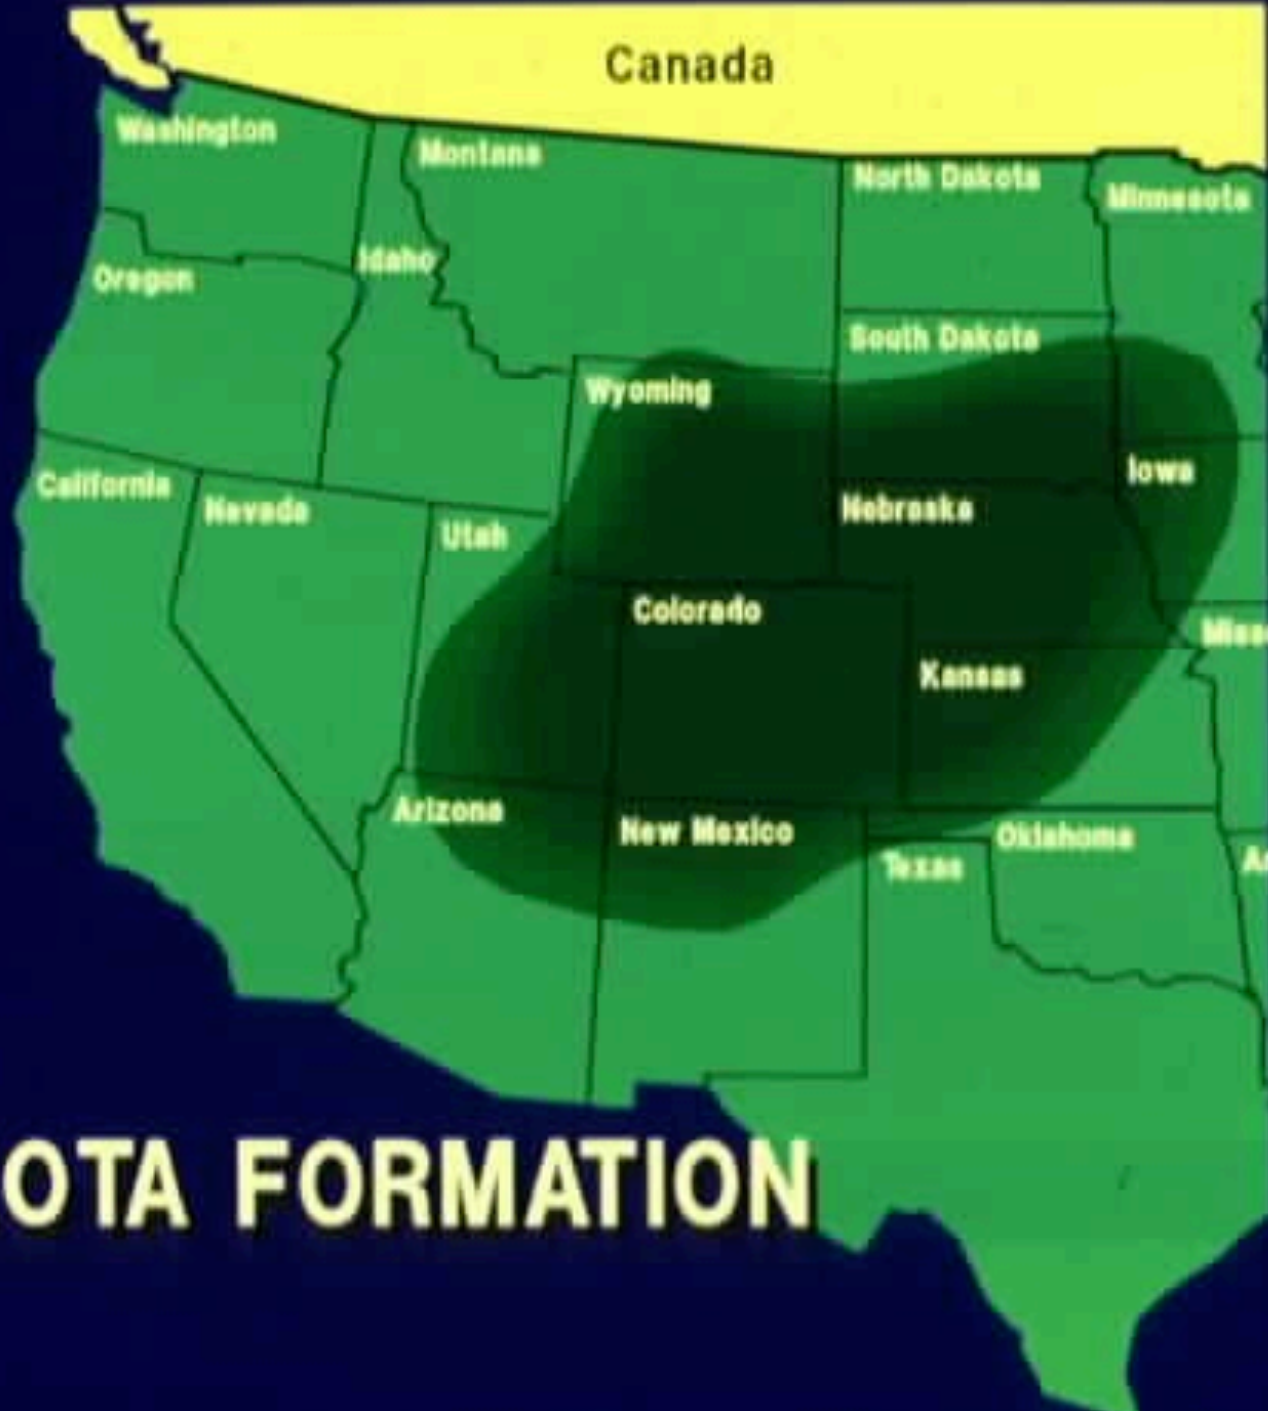 Canada
Washington
Montana
North Dakota
Minnesota
Idaho
Oregon
South Dakota
Wyoming
Iowa
California
Nevada
Nebraska
Utah
Colorado
Miss
Kansas
Arizona
New Mexico
Oklahoma
Texas
OTA FORMATION